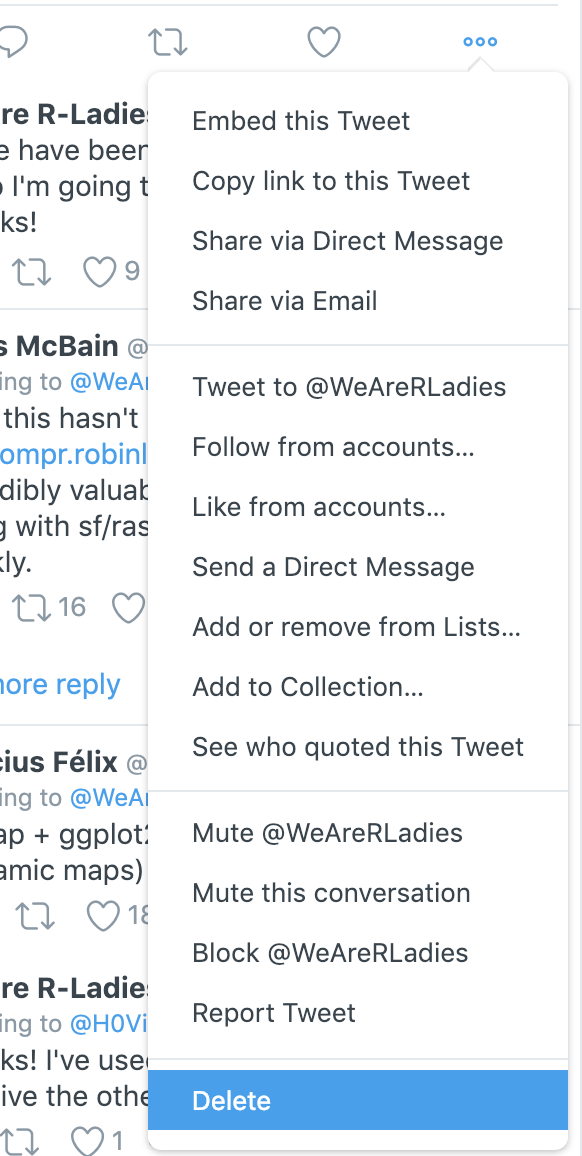 Embed this Tweet
Copy link to this Tweet
Share via Direct Message
Share via Email
Tweet to @WeAreRLadies
Follow from accounts...
Like from accounts...
Send a Direct Message
Add or remove from Lists...
Add to Collection...
See who quoted this Tweet
Mute @WeAreRLadies
Mute this conversation
Block @WeAreRLadies
Report Tweet
Delete
re R-Ladies
e have been
o I'm going t
ks!
9
s McBain @
ing to @WeAr
this hasn't
ompr.robinl
dibly valuab
g with sf/ras
kly.
16
more reply
cius Félix @
ing to @WeAr
ap + ggplot2
amic maps)
18
re R-Ladies
ing to @H0Vi
ks! I've used
ive the othe
1